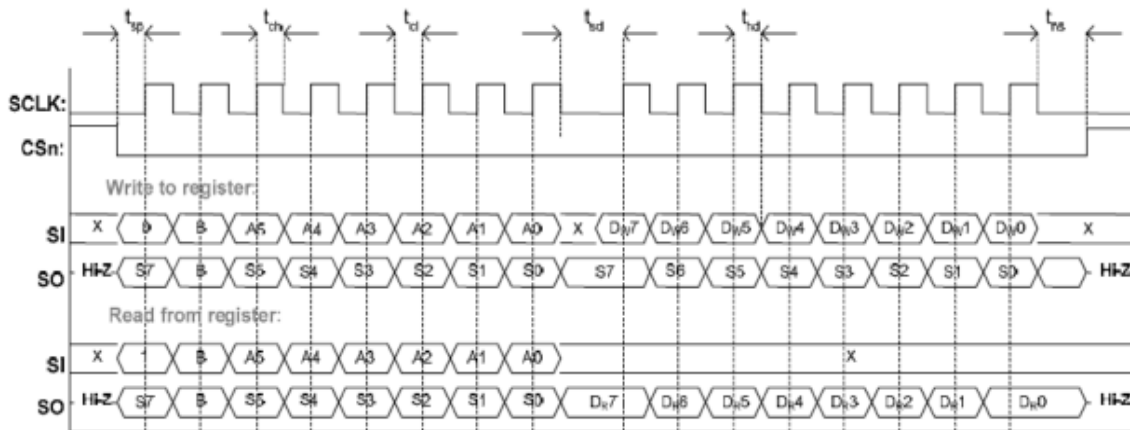 tsp tch tcl tsd thd tns
SCLK:
CSn:
Write to register:
SI X 0 B A5 A4 A3 A2 A1 A0 X DW7 DW6 DW5 DW4 DW3 DW2 DW1 DW0 X
SO Hi-Z S7 B S5 S4 S3 S2 S1 S0 S7 S6 S5 S4 S3 S2 S1 S0 Hi-Z
Read from register:
SI X 1 B A5 A4 A3 A2 A1 A0 X
SO Hi-Z S7 B S5 S4 S3 S2 S1 S0 DR7 DR6 DR5 DR4 DR3 DR2 DR1 DR0 Hi-Z